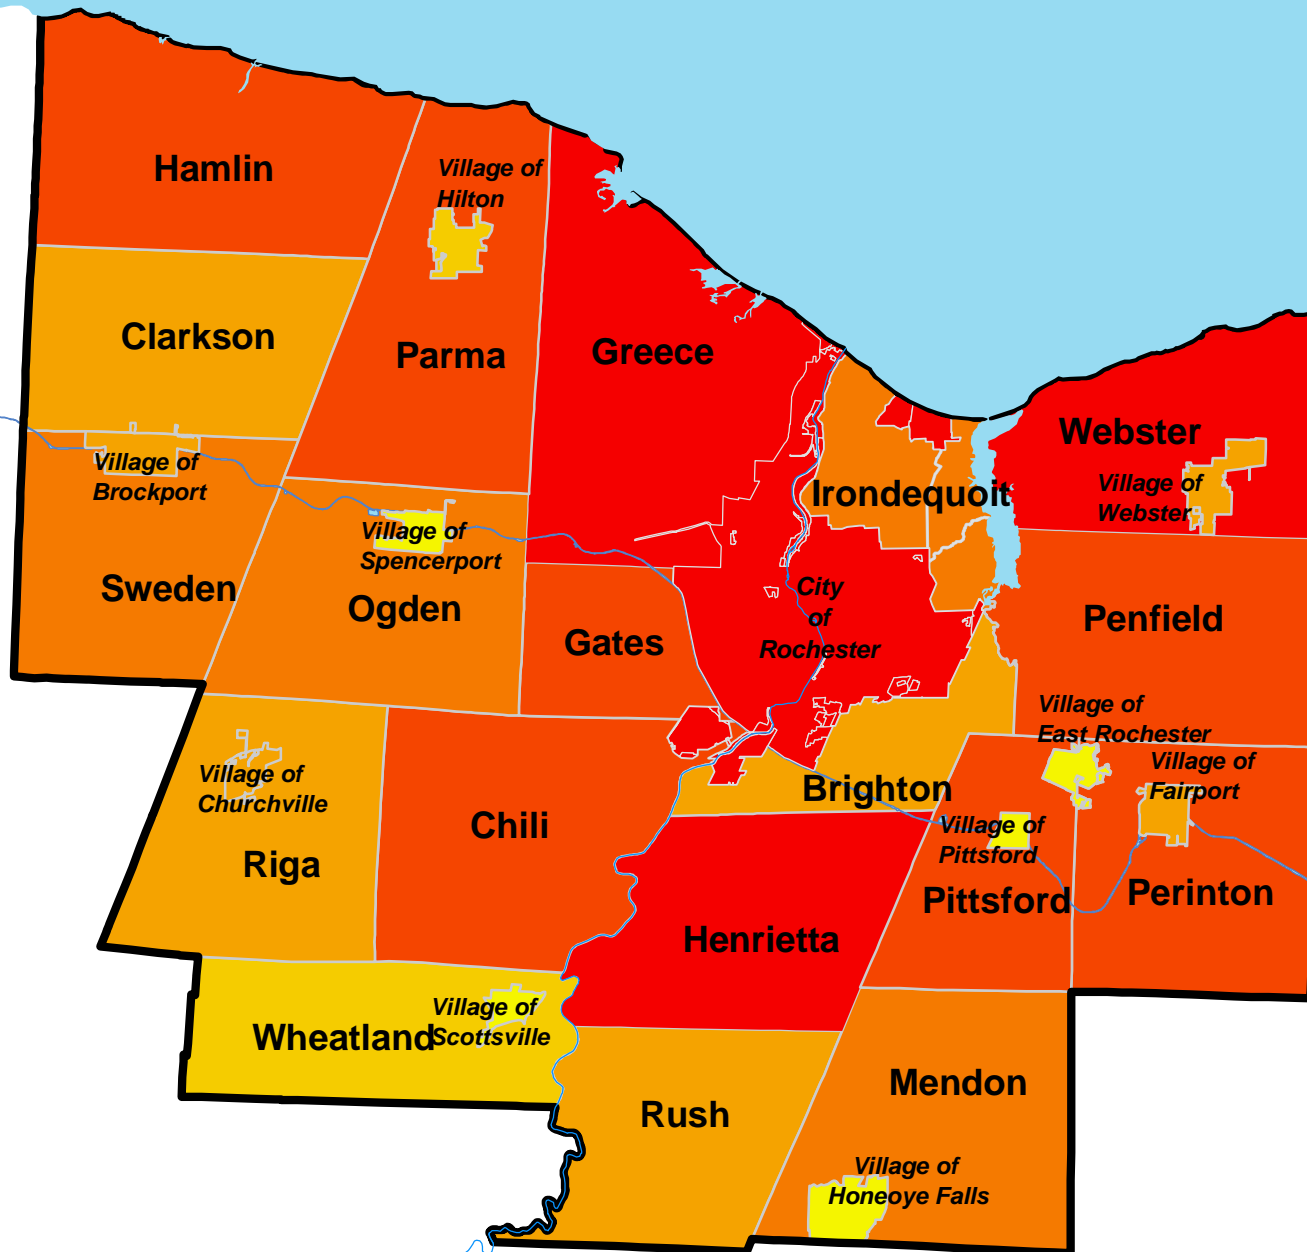 Hamlin
Village of
Hilton
Clarkson
Parma
Greece
Webster
Village of
Webster
Village of
Brockport
Irondequoit
Village of
Spencerport
Sweden
Ogden
Gates
City
of
Rochester
Penfield
Village of
East Rochester
Village of
Fairport
Village of
Churchville
Riga
Chili
Brighton
Village of
Pittsford
Pittsford
Perinton
Henrietta
Wheatland
Village of
Scottsville
Rush
Mendon
Village of
Honeoye Falls